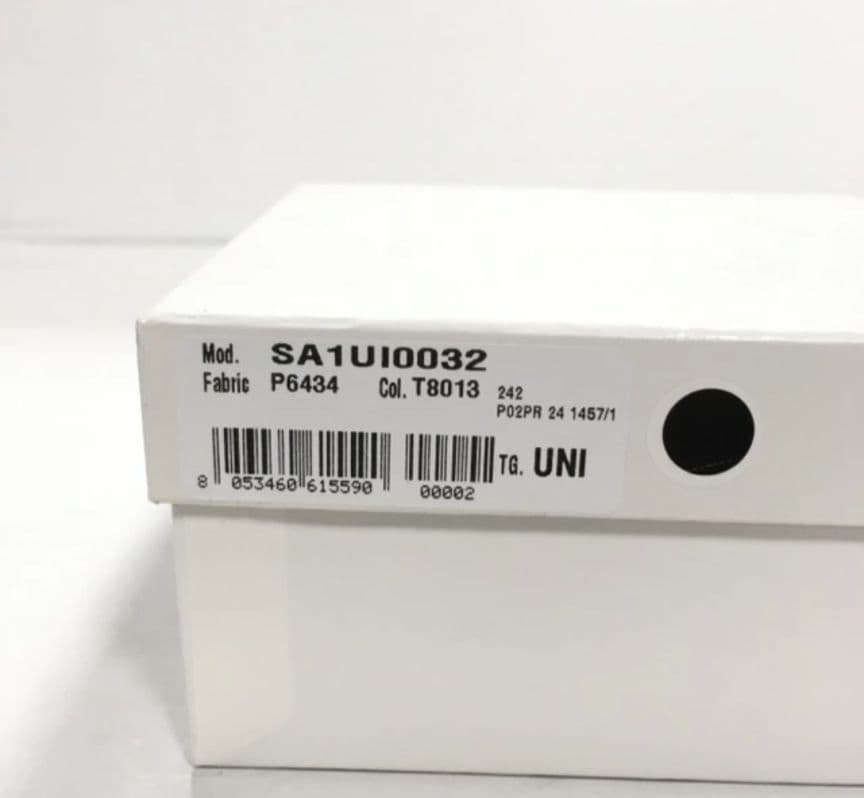 Mod. SA1UI0032
Fabric P6434 Col. T8013 242
P02PR 24 1457/1
TG. UNI
8 053460 615590 00002